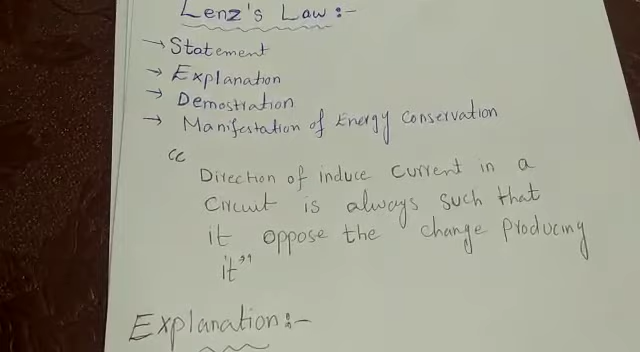 Lenz's Law:-
→ Statement
→ Explanation
→ Demostration
→ Manifestation of Energy conservation
“
Direction of induce current in a
Circuit is always such that
it oppose the change producing
it”
Explanation:-